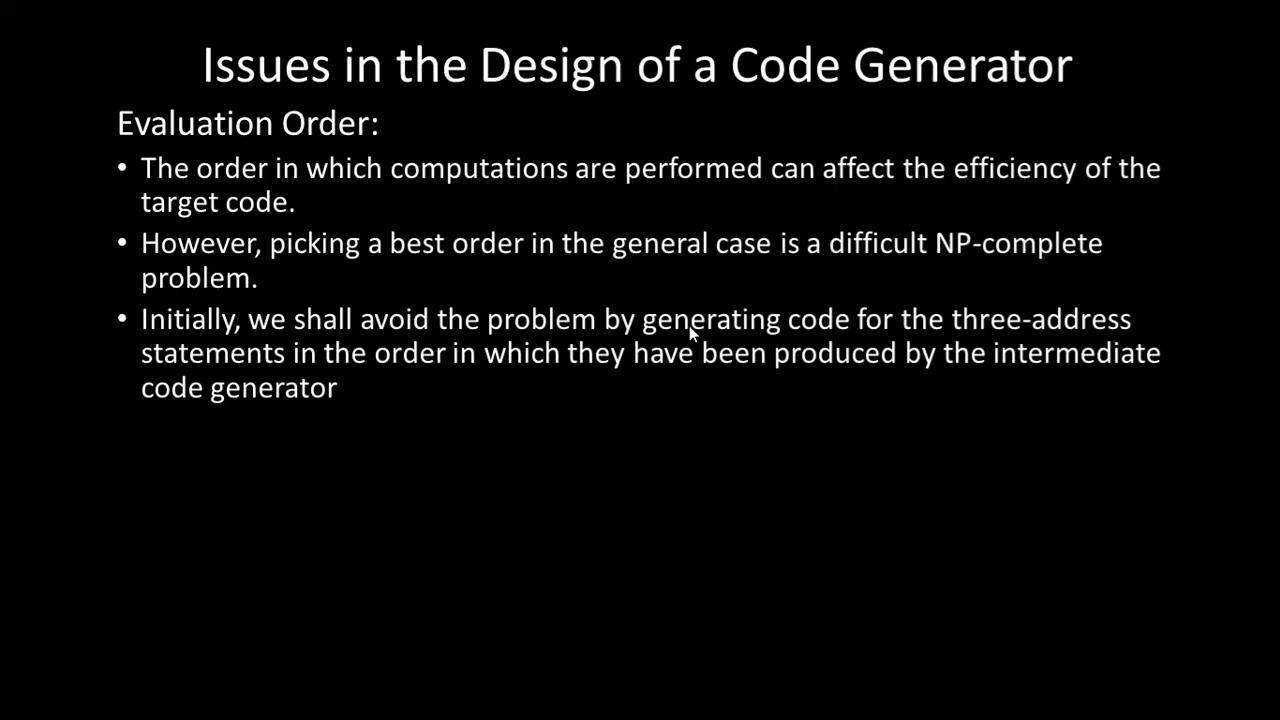 Issues in the Design of a Code Generator
Evaluation Order:
• The order in which computations are performed can affect the efficiency of the
target code.
• However, picking a best order in the general case is a difficult NP-complete
problem.
• Initially, we shall avoid the problem by generating code for the three-address
statements in the order in which they have been produced by the intermediate
code generator